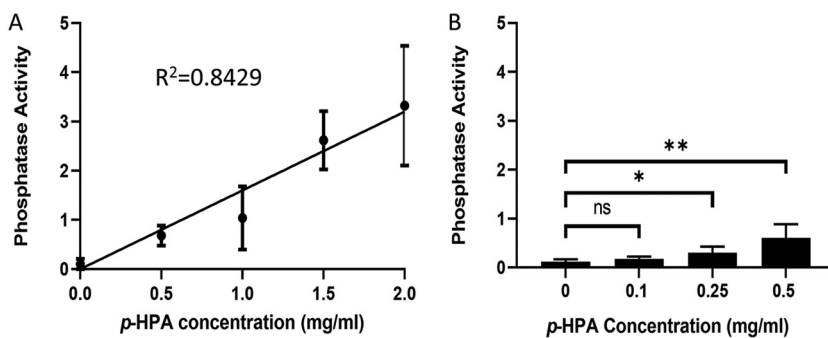 A
Phosphatase Activity
5
4
3
2
1
0
R²=0.8429
0.0 0.5 1.0 1.5 2.0
p-HPA concentration (mg/ml)
B
Phosphatase Activity
5
4
3
2
1
0
**
*
ns
0 0.1 0.25 0.5
p-HPA Concentration (mg/ml)